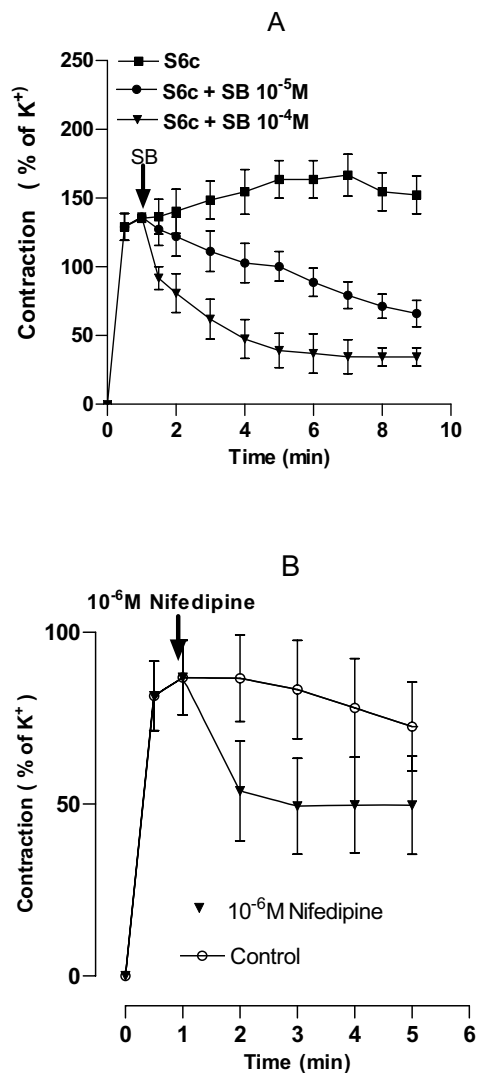 A
S6c
S6c + SB 10⁻⁵M
S6c + SB 10⁻⁴M
SB
Contraction ( % of K⁺)
250
200
150
100
50
0
0 2 4 6 8 10
Time (min)
B
10⁻⁶M Nifedipine
Contraction ( % of K⁺)
100
50
0
10⁻⁶M Nifedipine
Control
0 1 2 3 4 5 6
Time (min)